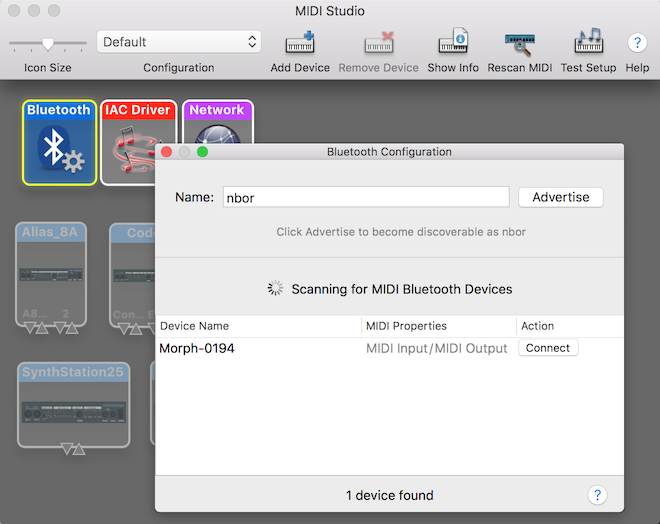 MIDI Studio
Default
Icon Size
Configuration
Add Device
Remove Device
Show Info
Rescan MIDI
Test Setup
? Help
Bluetooth
IAC Driver
Network
Bluetooth Configuration
Name: nbor
Advertise
Click Advertise to become discoverable as nbor
Scanning for MIDI Bluetooth Devices
Device Name MIDI Properties Action
Morph-0194 MIDI Input/MIDI Output Connect
1 device found
?
Alias_8A
A8... 2
Code
Con... E
SynthStation25